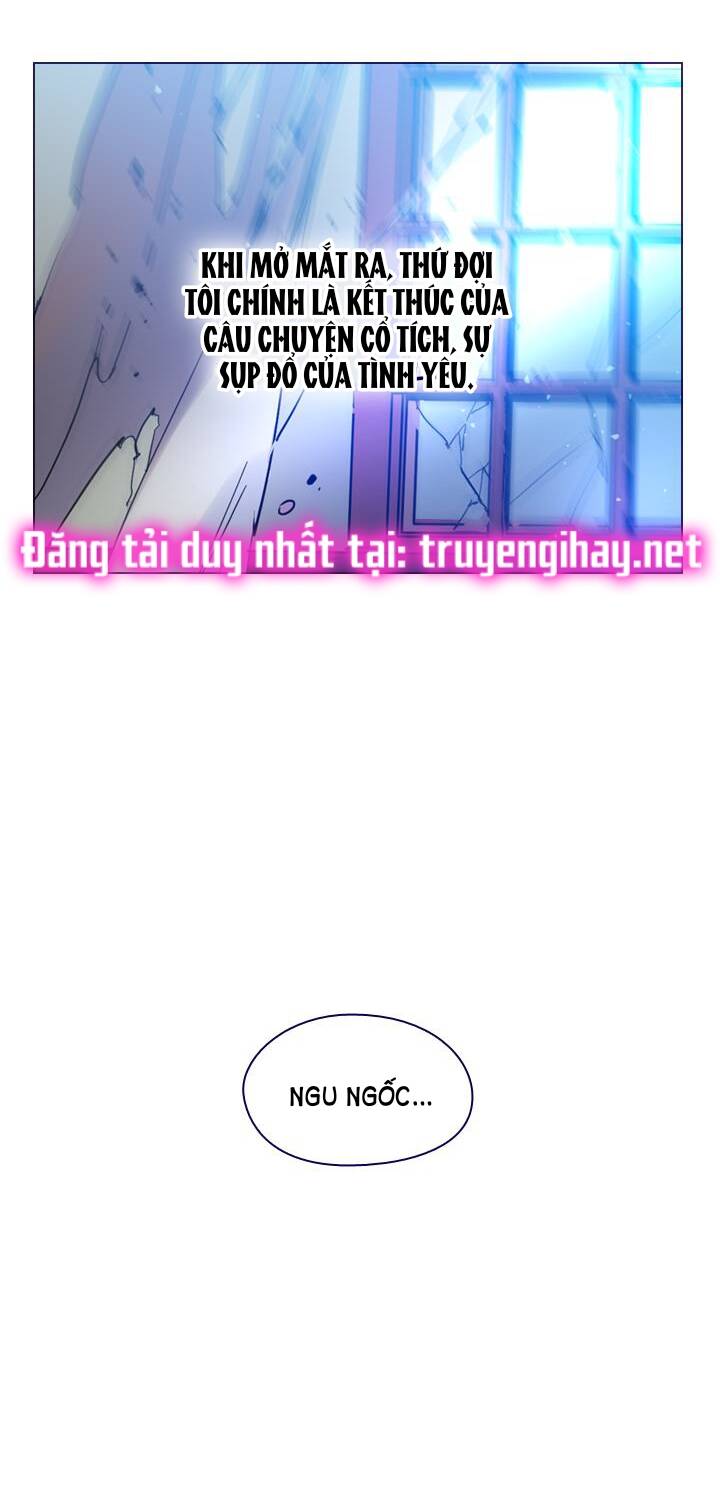 KHI MỞ MẮT RA, THỨ ĐỢI
TÔI CHÍNH LÀ KẾT THÚC CỦA
CÂU CHUYỆN CỔ TÍCH, SỰ
SỤP ĐỔ CỦA TÌNH-YÊU.
Đăng tải duy nhất tại: truyengihay.net
NGU NGỐC...